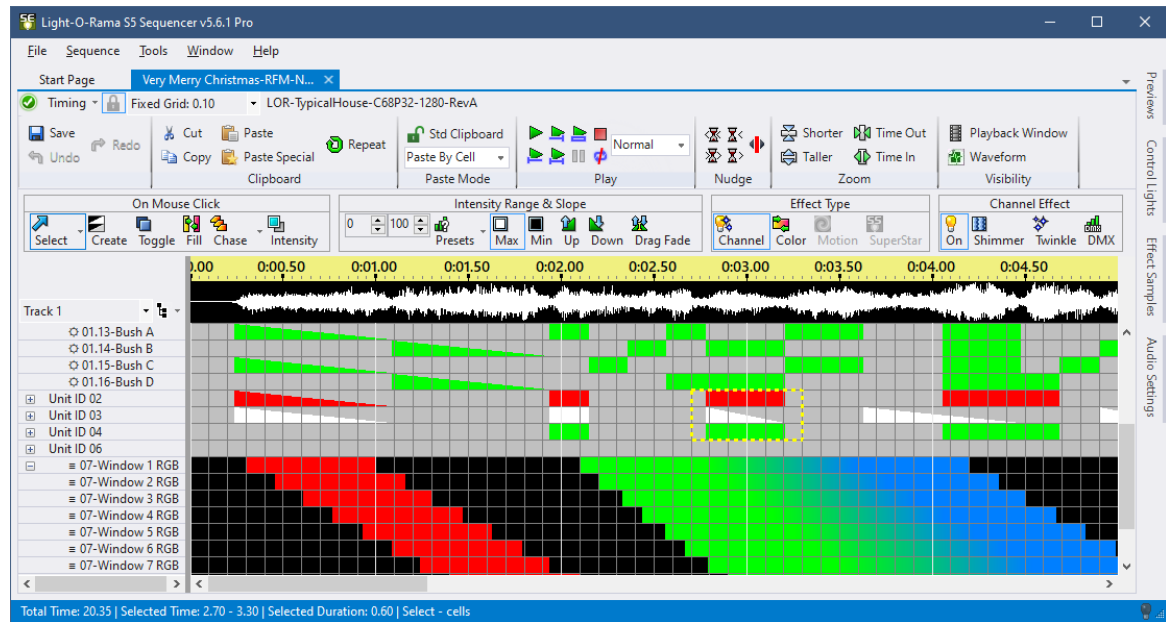 Light-O-Rama S5 Sequencer v5.6.1 Pro
File Sequence Tools Window Help
Start Page Very Merry Christmas-RFM-N...
Timing Fixed Grid: 0.10 LOR-TypicalHouse-C68P32-1280-RevA
Save Redo Cut Paste Repeat Std Clipboard Normal Shorter Time Out Playback Window
Undo Copy Paste Special Paste By Cell Taller Time In Waveform
Clipboard Paste Mode Play Nudge Zoom Visibility
On Mouse Click Intensity Range & Slope Effect Type Channel Effect
0 100
Select Create Toggle Fill Chase Intensity Presets Max Min Up Down Drag Fade Channel Color Motion SuperStar On Shimmer Twinkle DMX
0.00 0:00.50 0:01.00 0:01.50 0:02.00 0:02.50 0:03.00 0:03.50 0:04.00 0:04.50
Track 1
01.13-Bush A
01.14-Bush B
01.15-Bush C
01.16-Bush D
Unit ID 02
Unit ID 03
Unit ID 04
Unit ID 06
07-Window 1 RGB
07-Window 2 RGB
07-Window 3 RGB
07-Window 4 RGB
07-Window 5 RGB
07-Window 6 RGB
07-Window 7 RGB
Previews
Control Lights
Effect Samples
Audio Settings
Total Time: 20.35 | Selected Time: 2.70 - 3.30 | Selected Duration: 0.60 | Select - cells